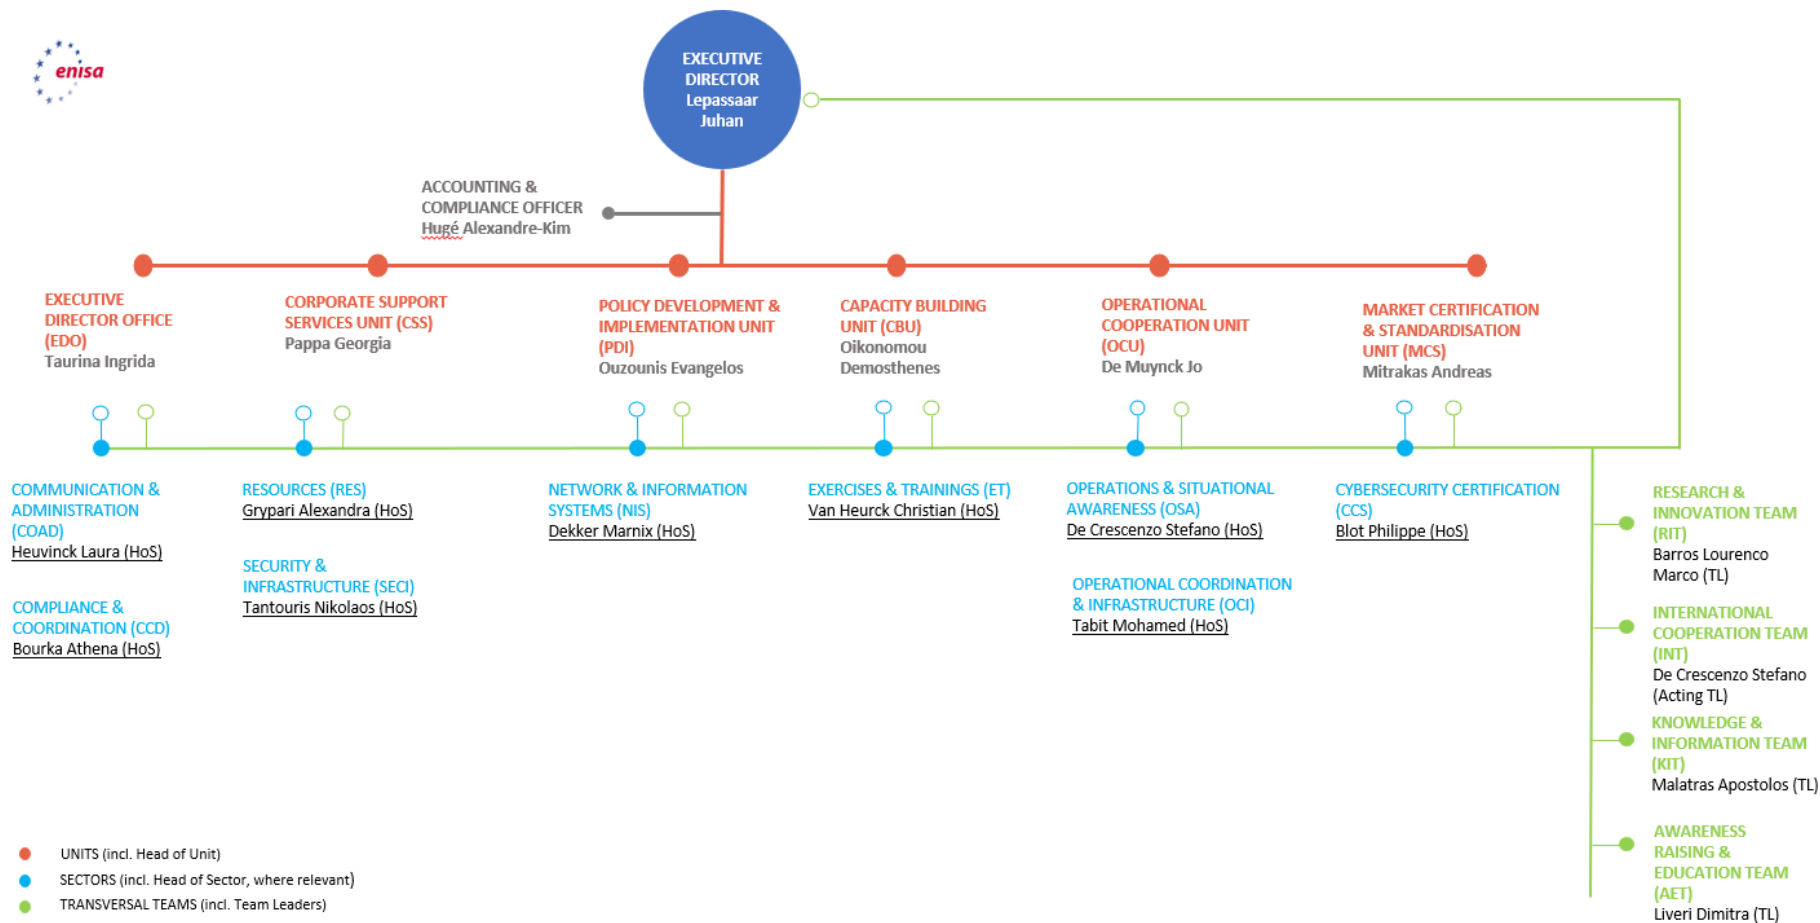 enisa
EXECUTIVE
DIRECTOR
Lepassaar
Juhan
ACCOUNTING &
COMPLIANCE OFFICER
Hugé Alexandre-Kim
EXECUTIVE
DIRECTOR OFFICE
(EDO)
Taurina Ingrida
CORPORATE SUPPORT
SERVICES UNIT (CSS)
Pappa Georgia
POLICY DEVELOPMENT &
IMPLEMENTATION UNIT
(PDI)
Ouzounis Evangelos
CAPACITY BUILDING
UNIT (CBU)
Oikonomou
Demosthenes
OPERATIONAL
COOPERATION UNIT
(OCU)
De Muynck Jo
MARKET CERTIFICATION
& STANDARDISATION
UNIT (MCS)
Mitrakas Andreas
COMMUNICATION &
ADMINISTRATION
(COAD)
Heuvinck Laura (HoS)
COMPLIANCE &
COORDINATION (CCD)
Bourka Athena (HoS)
RESOURCES (RES)
Grypari Alexandra (HoS)
SECURITY &
INFRASTRUCTURE (SECI)
Tantouris Nikolaos (HoS)
NETWORK & INFORMATION
SYSTEMS (NIS)
Dekker Marnix (HoS)
EXERCISES & TRAININGS (ET)
Van Heurck Christian (HoS)
OPERATIONS & SITUATIONAL
AWARENESS (OSA)
De Crescenzo Stefano (HoS)
OPERATIONAL COORDINATION
& INFRASTRUCTURE (OCI)
Tabit Mohamed (HoS)
CYBERSECURITY CERTIFICATION
(CCS)
Blot Philippe (HoS)
RESEARCH &
INNOVATION TEAM
(RIT)
Barros Lourenco
Marco (TL)
INTERNATIONAL
COOPERATION TEAM
(INT)
De Crescenzo Stefano
(Acting TL)
KNOWLEDGE &
INFORMATION TEAM
(KIT)
Malatras Apostolos (TL)
AWARENESS
RAISING &
EDUCATION TEAM
(AET)
Liveri Dimitra (TL)
UNITS (incl. Head of Unit)
SECTORS (incl. Head of Sector, where relevant)
TRANSVERSAL TEAMS (incl. Team Leaders)